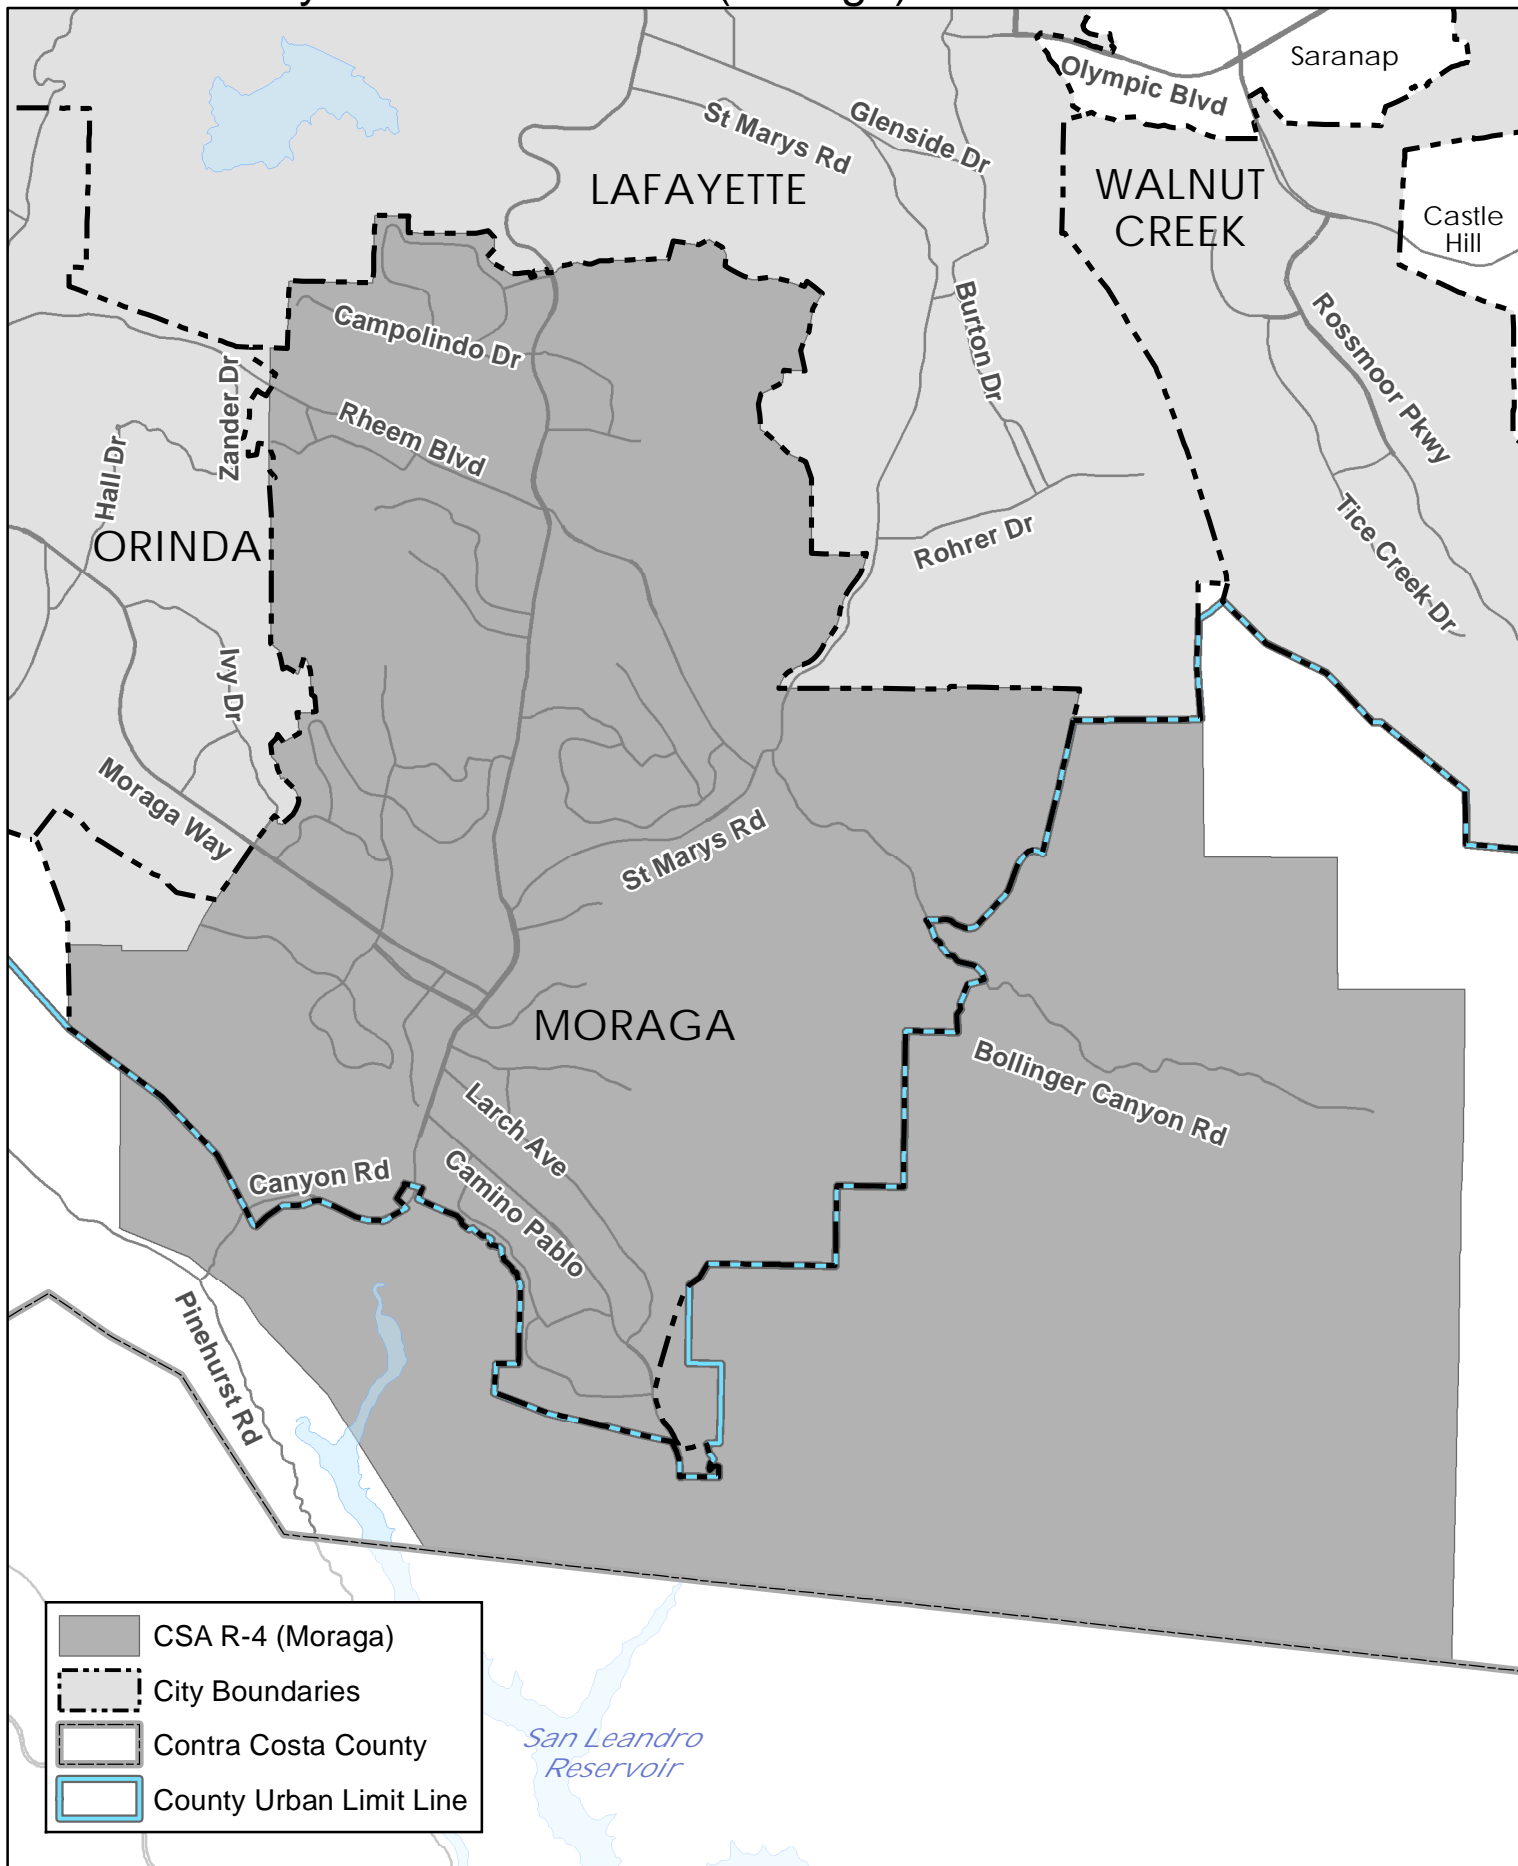 Saranap
Olympic Blvd
St Marys Rd
Glenside Dr
LAFAYETTE
WALNUT
CREEK
Castle
Hill
Campolindo Dr
Burton Dr
Rossmoor Pkwy
Zander Dr
Rheem Blvd
Hall Dr
ORINDA
Rohrer Dr
Tice Creek Dr
Ivy Dr
Moraga Way
St Marys Rd
MORAGA
Bollinger Canyon Rd
Larch Ave
Canyon Rd
Camino Pablo
Pinehurst Rd
CSA R-4 (Moraga)
City Boundaries
Contra Costa County
County Urban Limit Line
San Leandro
Reservoir